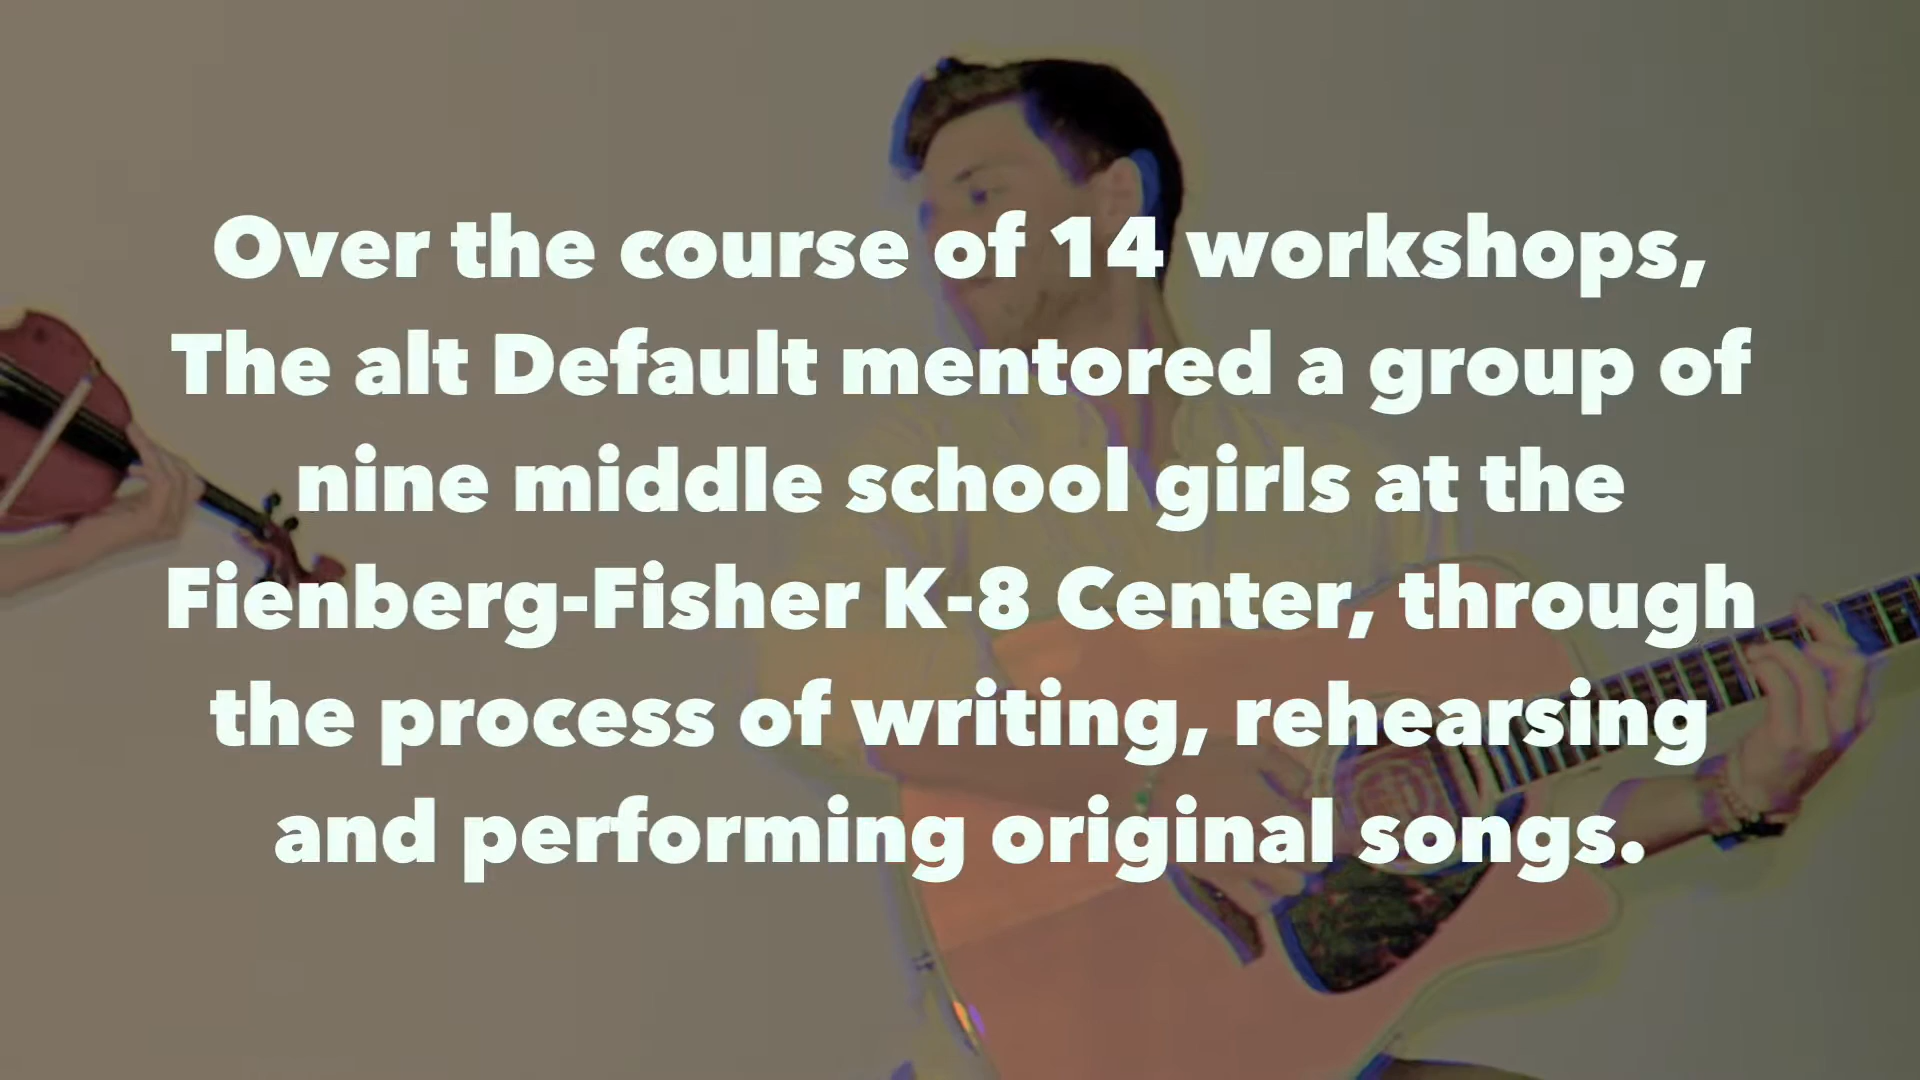 Over the course of 14 workshops,
The alt Default mentored a group of
nine middle school girls at the
Fienberg-Fisher K-8 Center, through
the process of writing, rehearsing
and performing original songs.